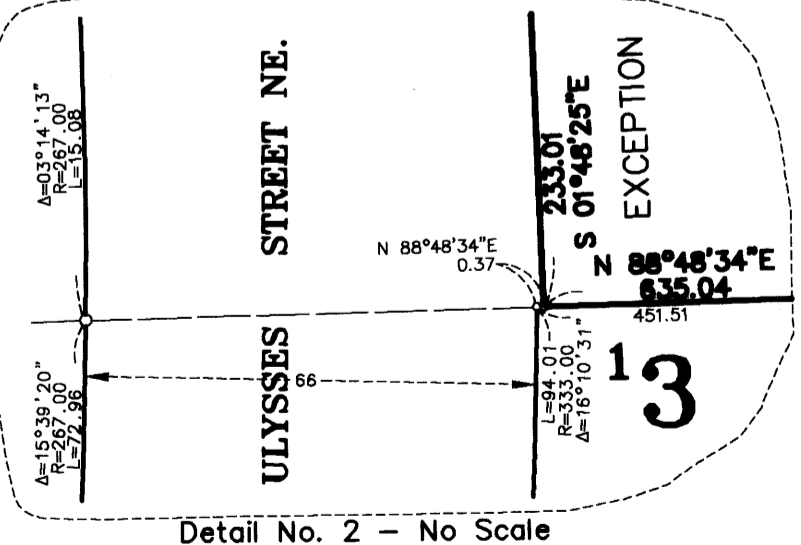 Δ=03°14'13"
R=267.00
L=15.08
ULYSSES STREET NE.
233.01
S 01°48'25"E
EXCEPTION
N 88°48'34"E
0.37
N 88°48'34"E
635.04
451.51
Δ=15°39'20"
R=267.00
L=72.96
66
L=94.01
R=333.00
Δ=16°10'31"
1
3
Detail No. 2 – No Scale